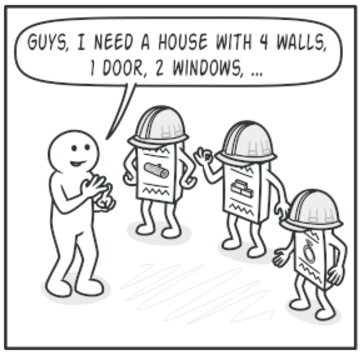 GUYS, I NEED A HOUSE WITH 4 WALLS,
1 DOOR, 2 WINDOWS, ...